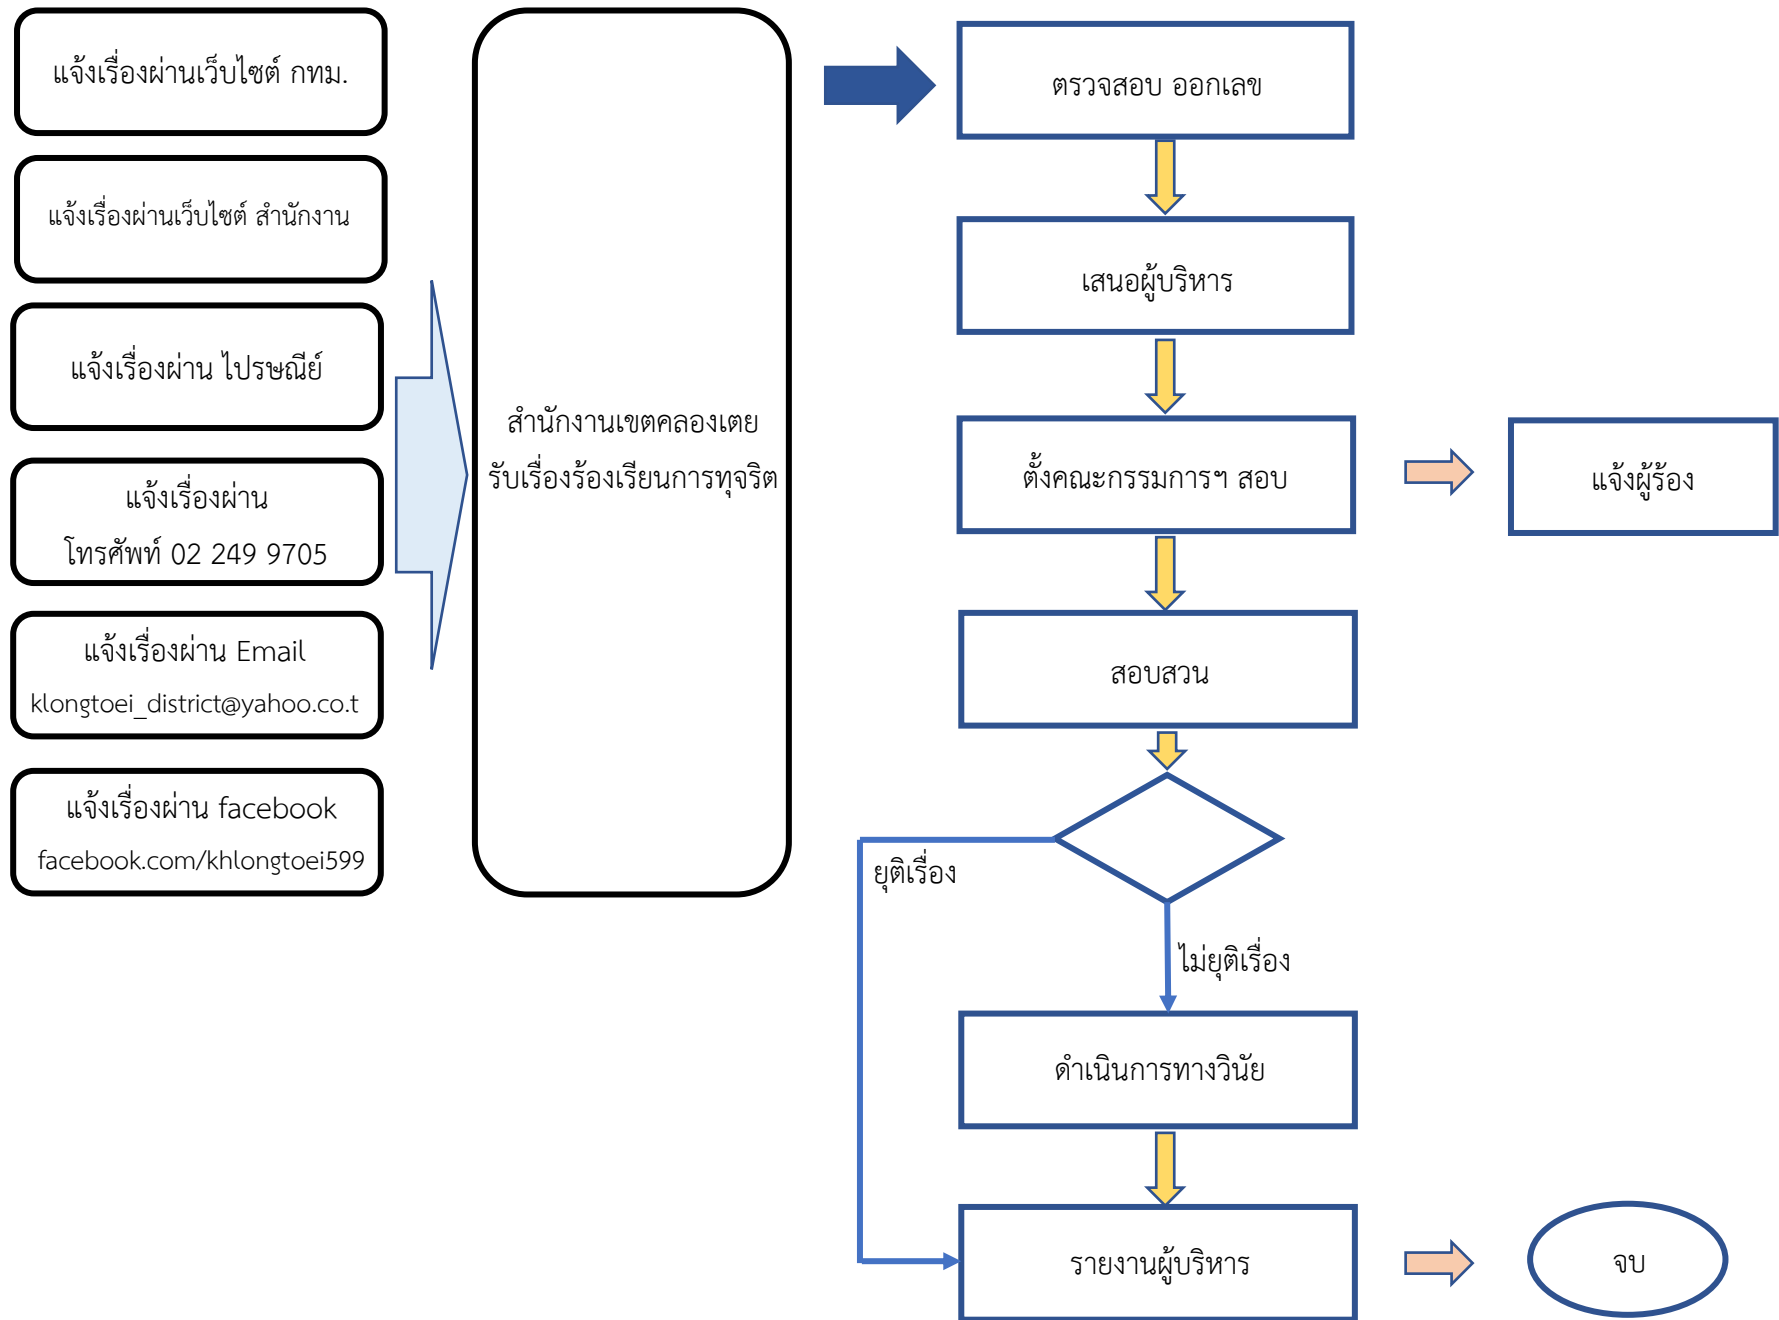 แจ้งเรื่องผ่านเว็บไซต์ กทม.
แจ้งเรื่องผ่านเว็บไซต์ สำนักงาน
แจ้งเรื่องผ่าน ไปรษณีย์
แจ้งเรื่องผ่าน
โทรศัพท์ 02 249 9705
แจ้งเรื่องผ่าน Email
klongtoei_district@yahoo.co.t
แจ้งเรื่องผ่าน facebook
facebook.com/khlongtoei599
สำนักงานเขตคลองเตย
รับเรื่องร้องเรียนการทุจริต
ตรวจสอบ ออกเลข
เสนอผู้บริหาร
ตั้งคณะกรรมการฯ สอบ
แจ้งผู้ร้อง
สอบสวน
ยุติเรื่อง
ไม่ยุติเรื่อง
ดำเนินการทางวินัย
รายงานผู้บริหาร
จบ